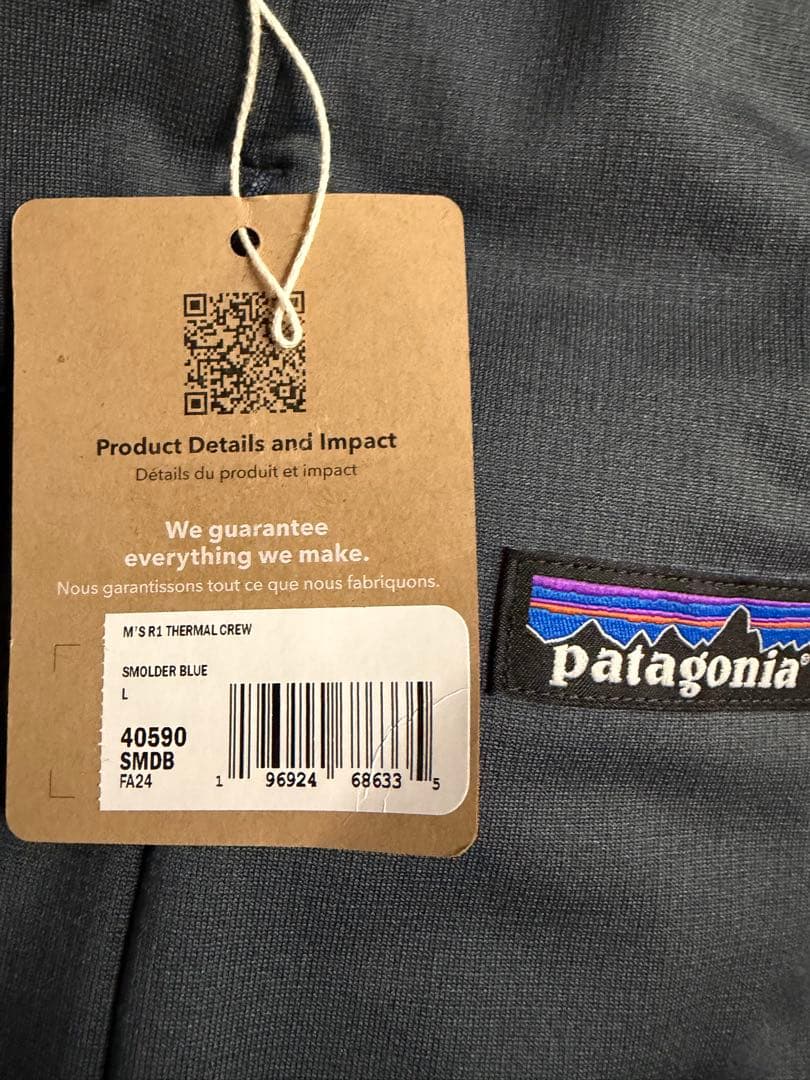 Product Details and Impact
Détails du produit et impact
We guarantee
everything we make.
Nous garantissons tout ce que nous fabriquons.
M'S R1 THERMAL CREW
SMOLDER BLUE
L
40590
SMDB
FA24
1 96924 68633 5
patagonia®